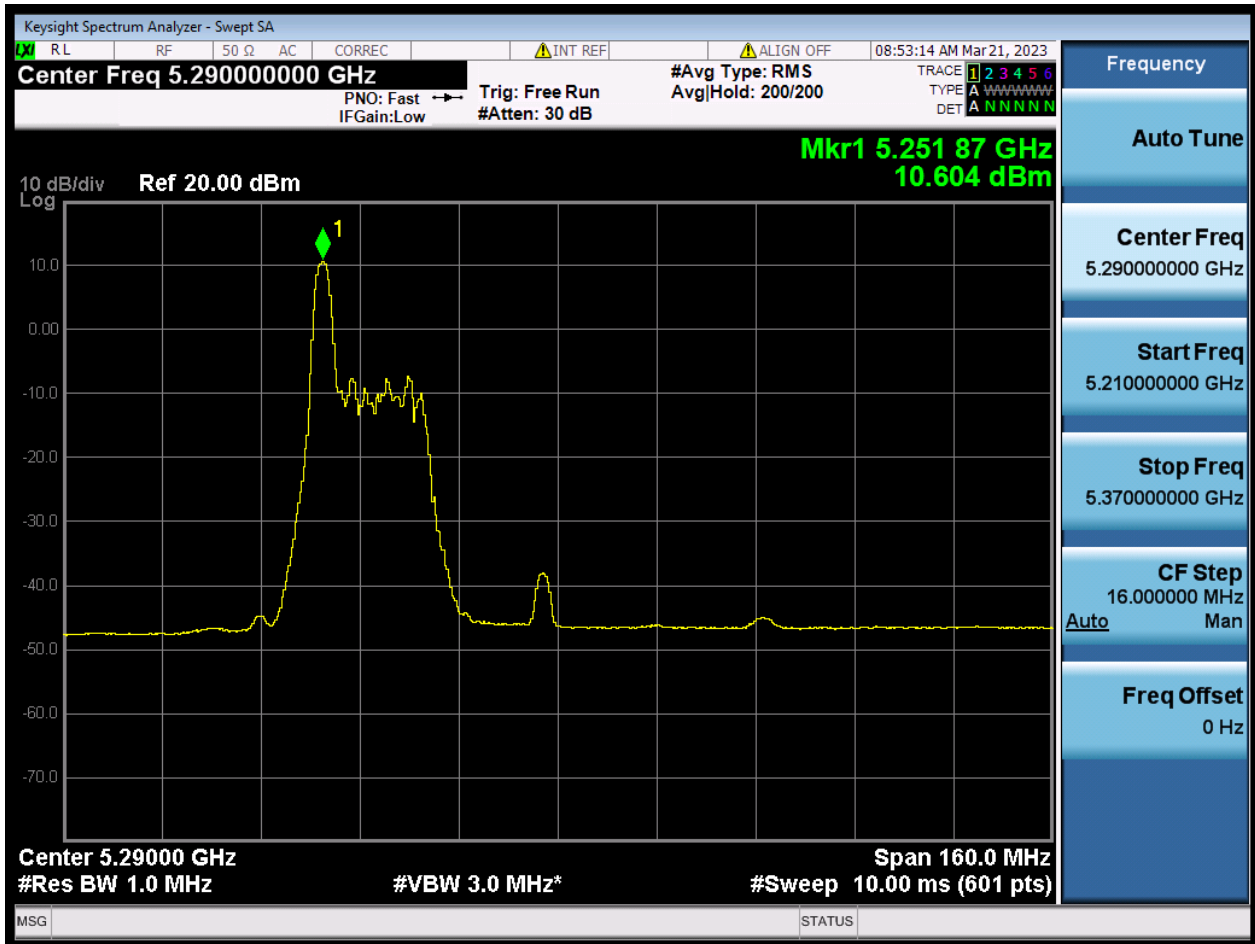 Keysight Spectrum Analyzer - Swept SA
LXI RL RF 50 Ω AC CORREC INT REF ALIGN OFF 08:53:14 AM Mar 21, 2023
Center Freq 5.290000000 GHz
PNO: Fast
IFGain:Low
Trig: Free Run
#Atten: 30 dB
#Avg Type: RMS
Avg|Hold: 200/200
TRACE 1 2 3 4 5 6
TYPE A WWWWW
DET A N N N N N
Mkr1 5.251 87 GHz
10.604 dBm
10 dB/div Ref 20.00 dBm
Log
1
10.0
0.00
-10.0
-20.0
-30.0
-40.0
-50.0
-60.0
-70.0
Center 5.29000 GHz Span 160.0 MHz
#Res BW 1.0 MHz #VBW 3.0 MHz* #Sweep 10.00 ms (601 pts)
MSG STATUS
Frequency
Auto Tune
Center Freq
5.290000000 GHz
Start Freq
5.210000000 GHz
Stop Freq
5.370000000 GHz
CF Step
16.000000 MHz
Auto Man
Freq Offset
0 Hz